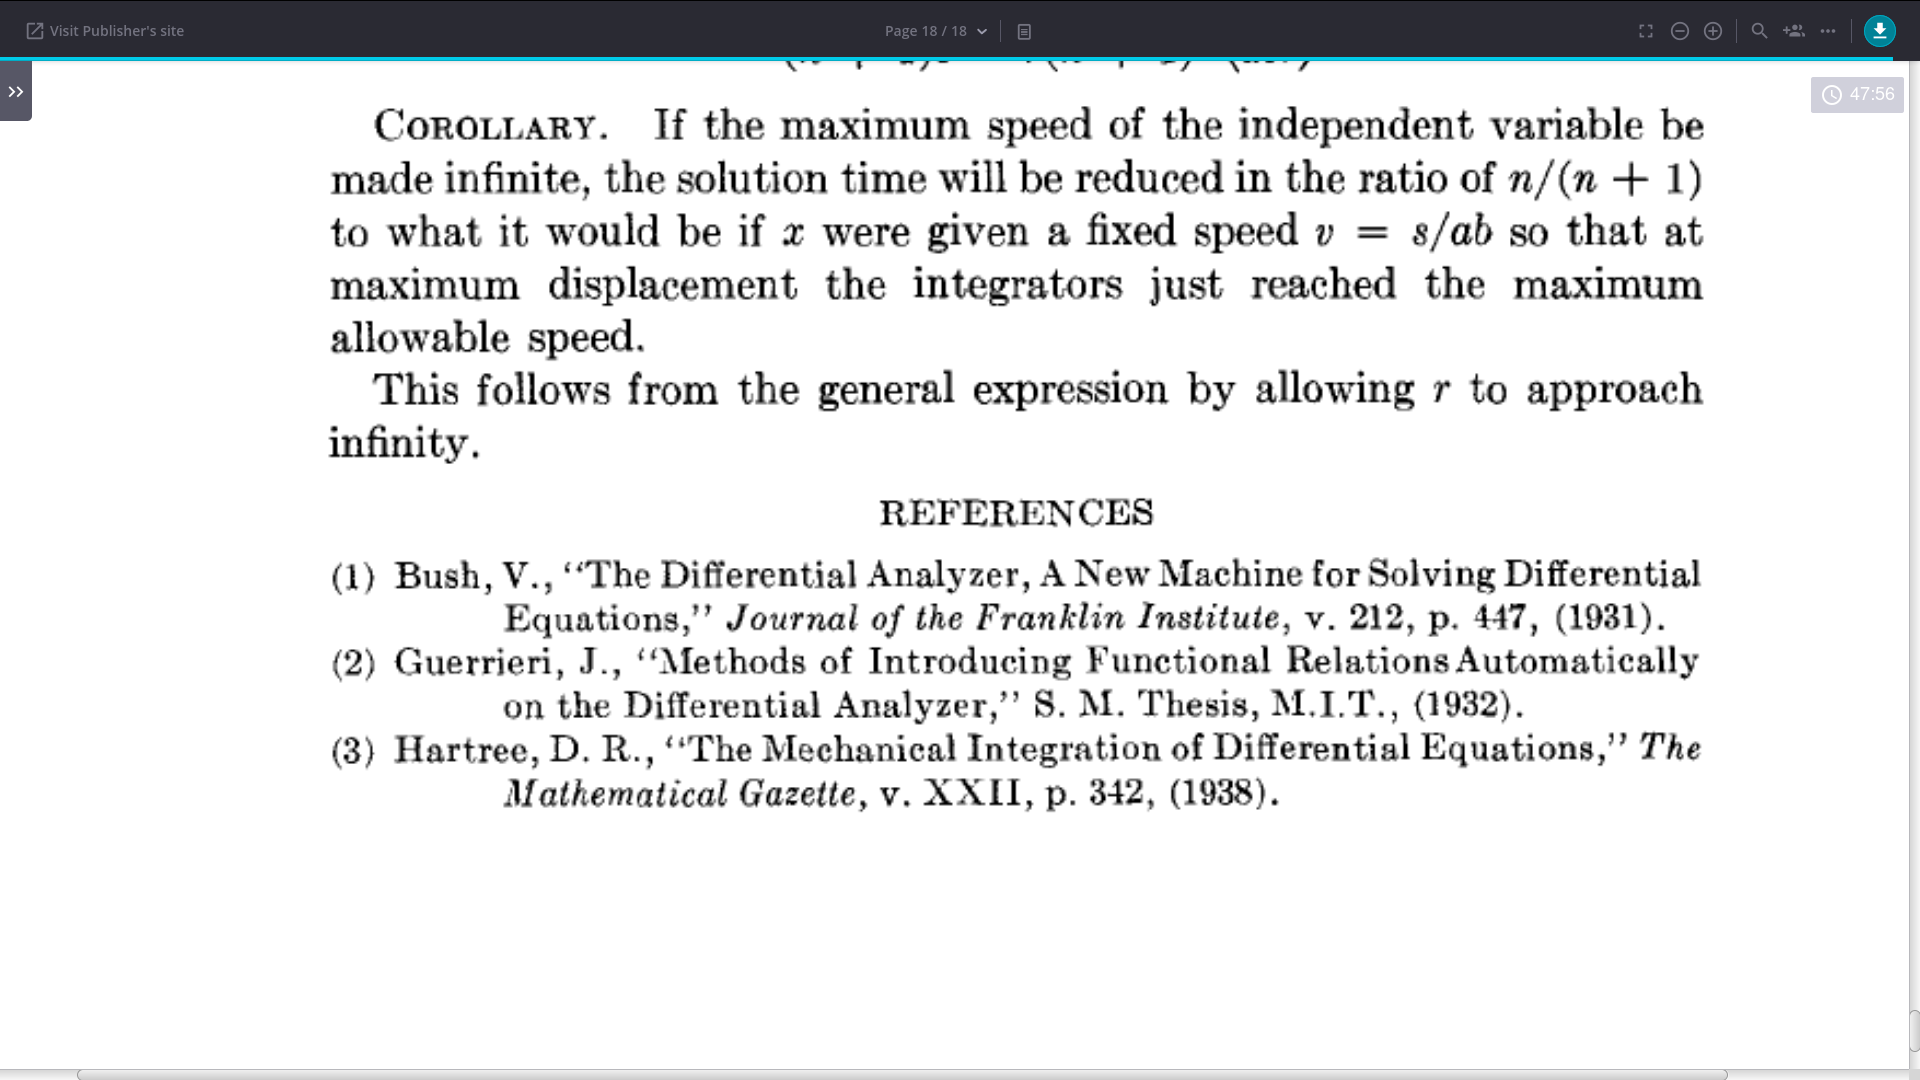 Visit Publisher's site
Page 18 / 18
47:56
COROLLARY. If the maximum speed of the independent variable be
made infinite, the solution time will be reduced in the ratio of n/(n + 1)
to what it would be if x were given a fixed speed v = s/ab so that at
maximum displacement the integrators just reached the maximum
allowable speed.
This follows from the general expression by allowing r to approach
infinity.
REFERENCES
(1) Bush, V., “The Differential Analyzer, A New Machine for Solving Differential
Equations,” Journal of the Franklin Institute, v. 212, p. 447, (1931).
(2) Guerrieri, J., “Methods of Introducing Functional Relations Automatically
on the Differential Analyzer,” S. M. Thesis, M.I.T., (1932).
(3) Hartree, D. R., “The Mechanical Integration of Differential Equations,” The
Mathematical Gazette, v. XXII, p. 342, (1938).